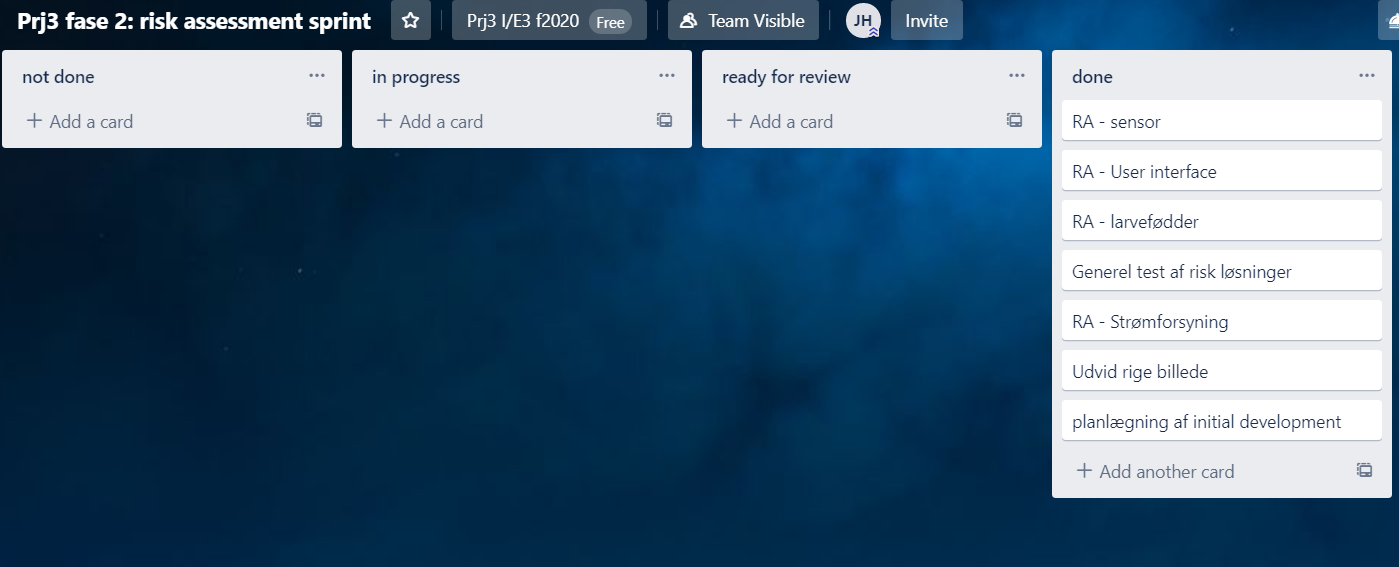 Prj3 fase 2: risk assessment sprint
Prj3 I/E3 f2020 Free
Team Visible
JH
Invite
not done
+ Add a card
in progress
+ Add a card
ready for review
+ Add a card
done
RA - sensor
RA - User interface
RA - larvefødder
Generel test af risk løsninger
RA - Strømforsyning
Udvid rige billede
planlægning af initial development
+ Add another card